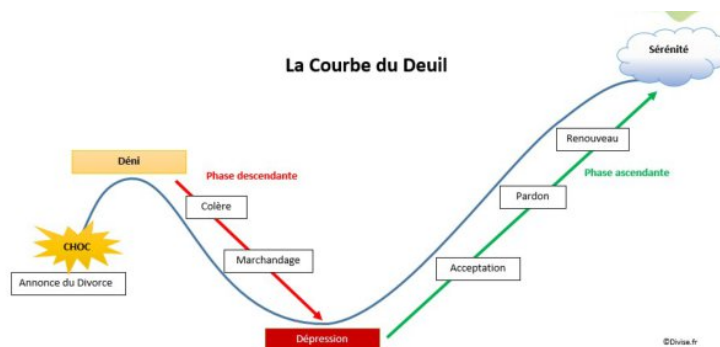 La Courbe du Deuil
Sérénité
Renouveau
Déni
Phase descendante
Phase ascendante
Colère
Pardon
CHOC
Marchandage
Acceptation
Annonce du Divorce
Dépression
©Divise.fr